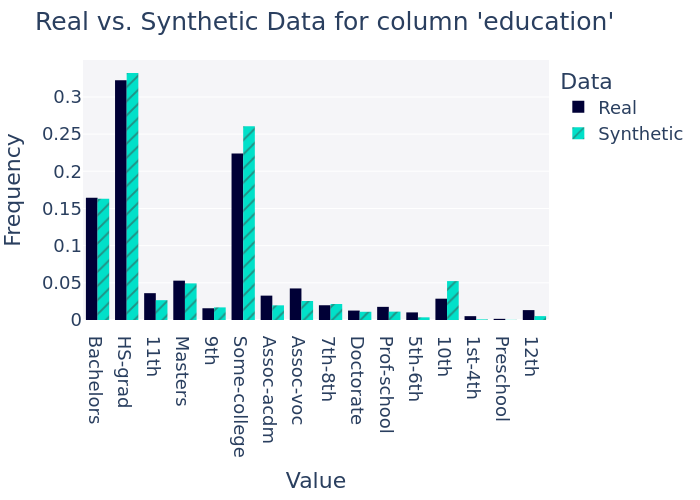 Real vs. Synthetic Data for column 'education'
Data
Real
Synthetic
Frequency
0.3
0.25
0.2
0.15
0.1
0.05
0
Bachelors
HS-grad
11th
Masters
9th
Some-college
Assoc-acdm
Assoc-voc
7th-8th
Doctorate
Prof-school
5th-6th
10th
1st-4th
Preschool
12th
Value